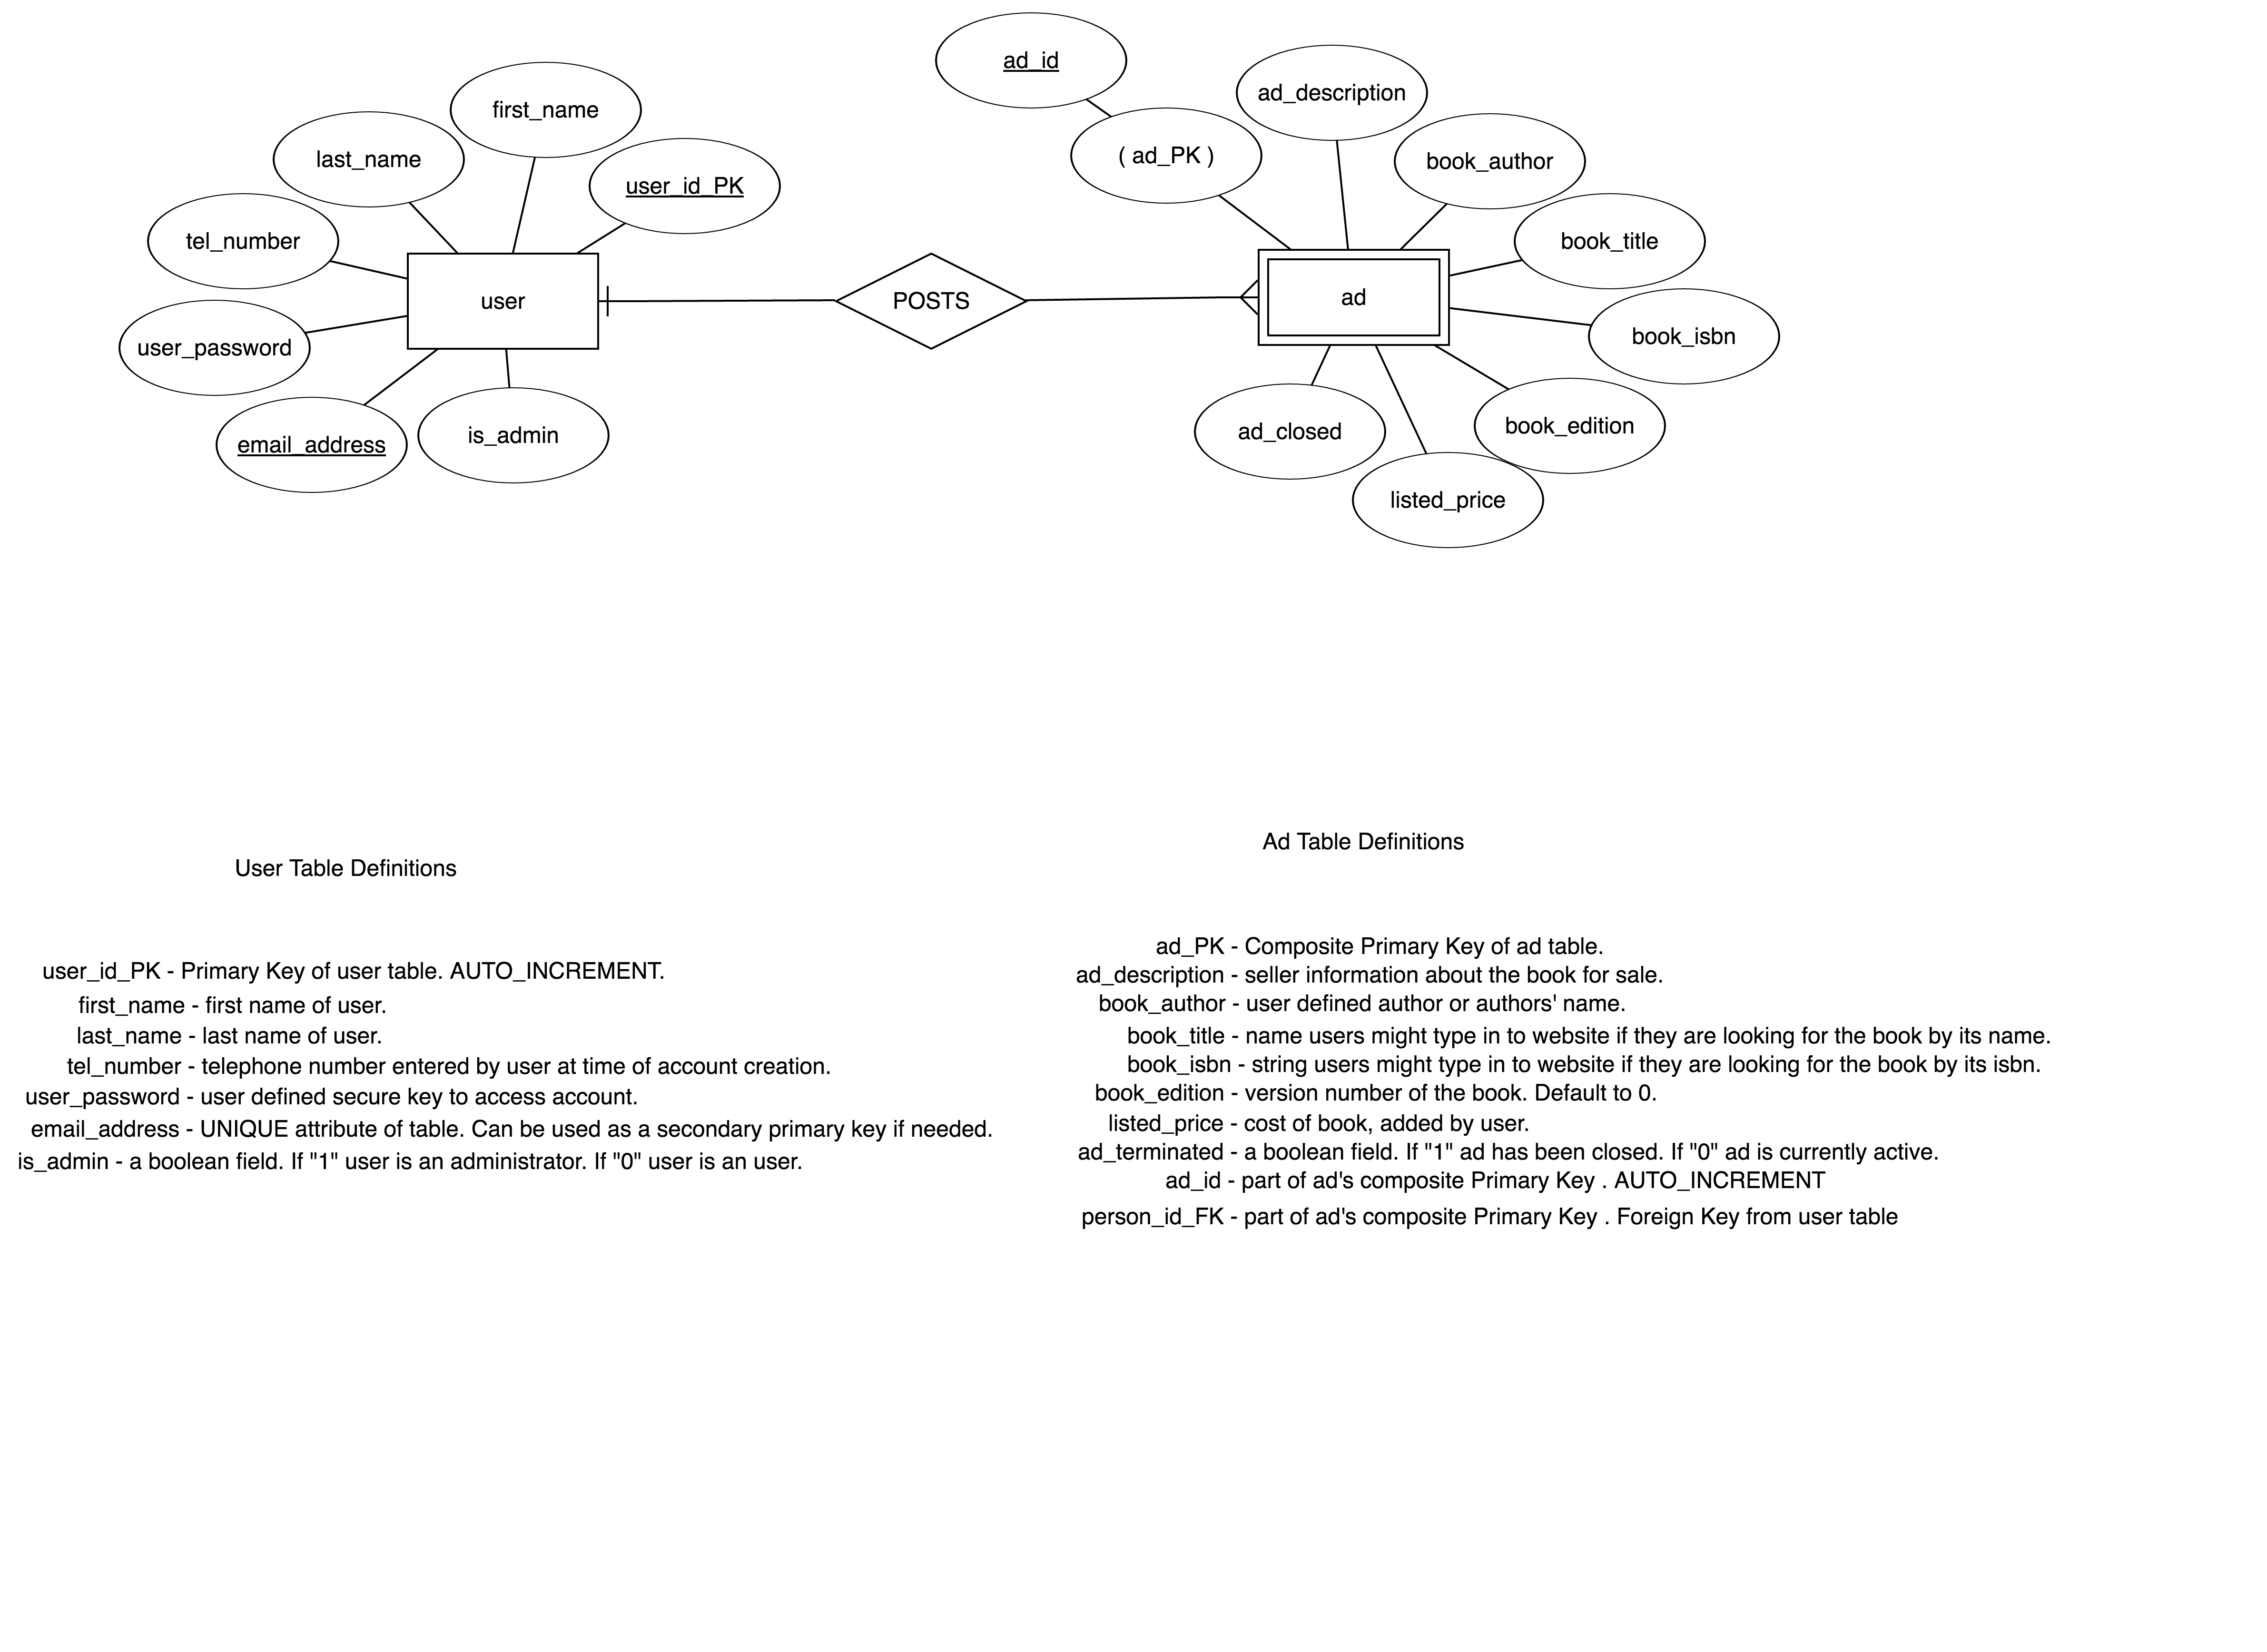 ad_id
ad_description
first_name
( ad_PK )
last_name
book_author
user_id_PK
tel_number
book_title
user
POSTS
ad
user_password
book_isbn
email_address
is_admin
ad_closed
book_edition
listed_price
User Table Definitions
user_id_PK - Primary Key of user table. AUTO_INCREMENT.
first_name - first name of user.
last_name - last name of user.
tel_number - telephone number entered by user at time of account creation.
user_password - user defined secure key to access account.
email_address - UNIQUE attribute of table. Can be used as a secondary primary key if needed.
is_admin - a boolean field. If "1" user is an administrator. If "0" user is an user.
Ad Table Definitions
ad_PK - Composite Primary Key of ad table.
ad_description - seller information about the book for sale.
book_author - user defined author or authors' name.
book_title - name users might type in to website if they are looking for the book by its name.
book_isbn - string users might type in to website if they are looking for the book by its isbn.
book_edition - version number of the book. Default to 0.
listed_price - cost of book, added by user.
ad_terminated - a boolean field. If "1" ad has been closed. If "0" ad is currently active.
ad_id - part of ad's composite Primary Key . AUTO_INCREMENT
person_id_FK - part of ad's composite Primary Key . Foreign Key from user table